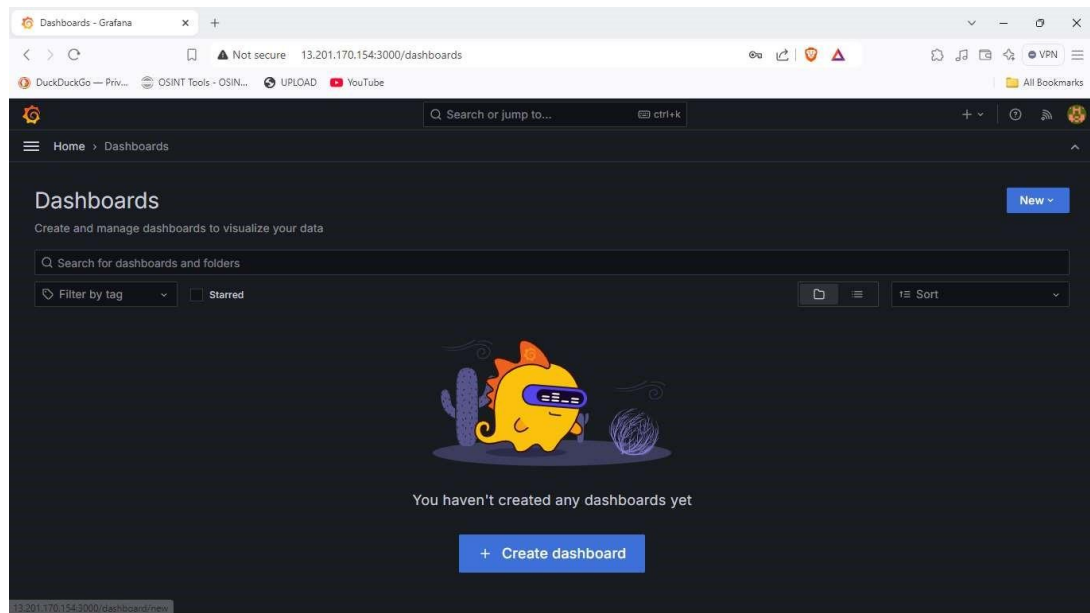 Dashboards - Grafana
Not secure 13.201.170.154:3000/dashboards
VPN
DuckDuckGo — Priv... OSINT Tools - OSIN... UPLOAD YouTube All Bookmarks
Search or jump to... ctrl+k
Home › Dashboards
Dashboards
New
Create and manage dashboards to visualize your data
Search for dashboards and folders
Filter by tag Starred Sort
You haven't created any dashboards yet
+ Create dashboard
13.201.170.154:3000/dashboard/new